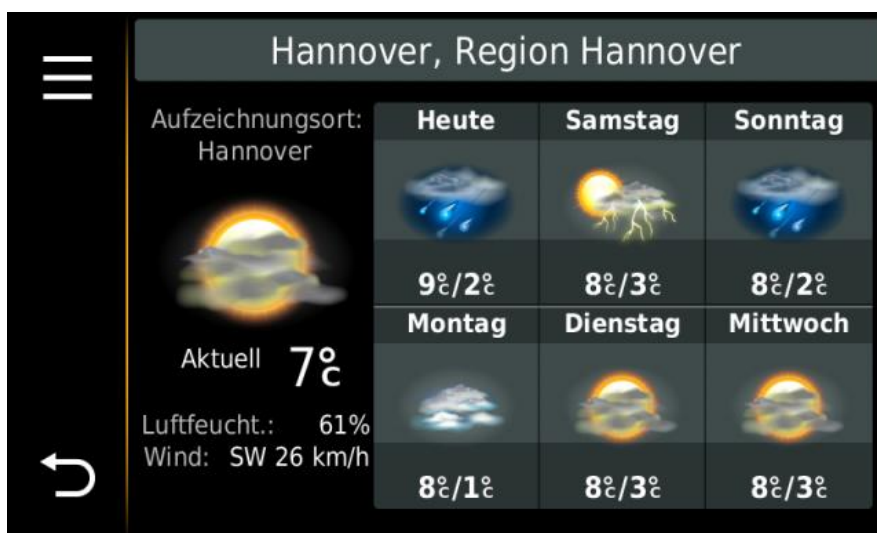 Hannover, Region Hannover
Aufzeichnungsort:
Hannover
Aktuell 7°C
Luftfeucht.: 61%
Wind: SW 26 km/h
Heute Samstag Sonntag
9°C/2°C 8°C/3°C 8°C/2°C
Montag Dienstag Mittwoch
8°C/1°C 8°C/3°C 8°C/3°C